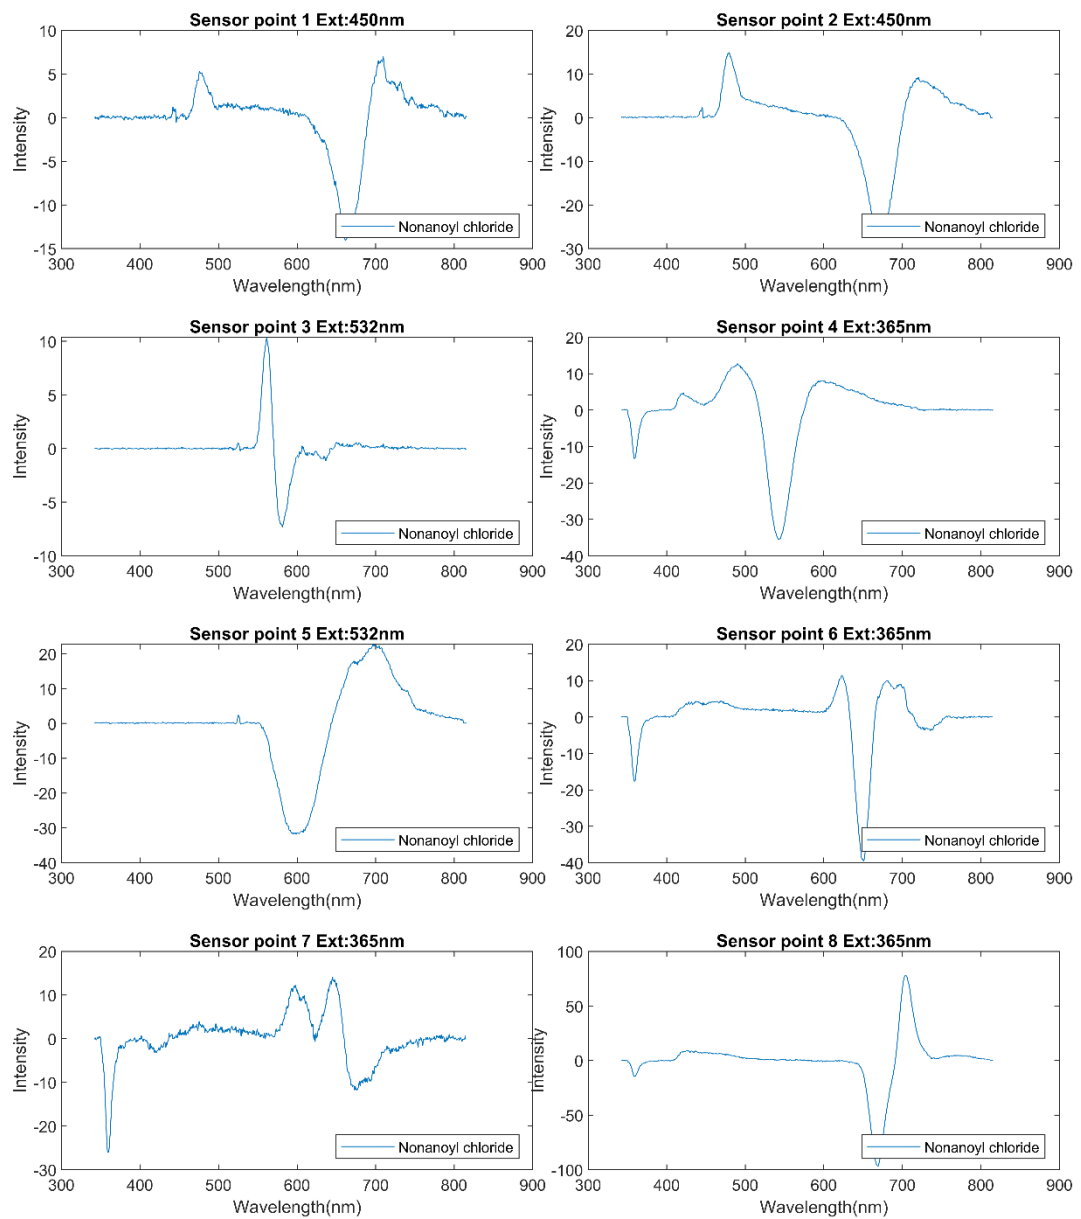 Sensor point 1 Ext:450nm
10
5
0
-5
-10
-15
Intensity
Nonanoyl chloride
300 400 500 600 700 800 900
Wavelength(nm)
Sensor point 2 Ext:450nm
20
10
0
-10
-20
-30
Intensity
Nonanoyl chloride
300 400 500 600 700 800 900
Wavelength(nm)
Sensor point 3 Ext:532nm
10
5
0
-5
-10
Intensity
Nonanoyl chloride
300 400 500 600 700 800 900
Wavelength(nm)
Sensor point 4 Ext:365nm
20
10
0
-10
-20
-30
-40
Intensity
Nonanoyl chloride
300 400 500 600 700 800 900
Wavelength(nm)
Sensor point 5 Ext:532nm
20
10
0
-10
-20
-30
-40
Intensity
Nonanoyl chloride
300 400 500 600 700 800 900
Wavelength(nm)
Sensor point 6 Ext:365nm
20
10
0
-10
-20
-30
-40
Intensity
Nonanoyl chloride
300 400 500 600 700 800 900
Wavelength(nm)
Sensor point 7 Ext:365nm
20
10
0
-10
-20
-30
Intensity
Nonanoyl chloride
300 400 500 600 700 800 900
Wavelength(nm)
Sensor point 8 Ext:365nm
100
50
0
-50
-100
Intensity
Nonanoyl chloride
300 400 500 600 700 800 900
Wavelength(nm)